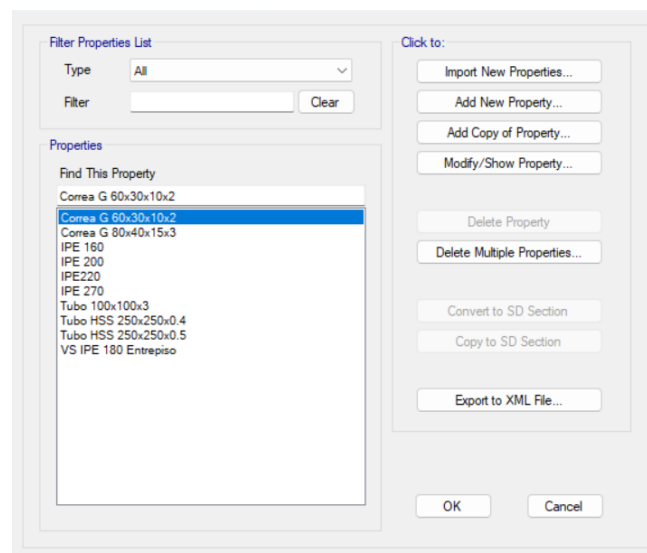 Filter Properties List
Type
All
Filter
Clear
Properties
Find This Property
Correa G 60x30x10x2
Correa G 60x30x10x2
Correa G 80x40x15x3
IPE 160
IPE 200
IPE220
IPE 270
Tubo 100x100x3
Tubo HSS 250x250x0.4
Tubo HSS 250x250x0.5
VS IPE 180 Entrepiso
Click to:
Import New Properties...
Add New Property...
Add Copy of Property...
Modify/Show Property...
Delete Property
Delete Multiple Properties...
Convert to SD Section
Copy to SD Section
Export to XML File...
OK
Cancel